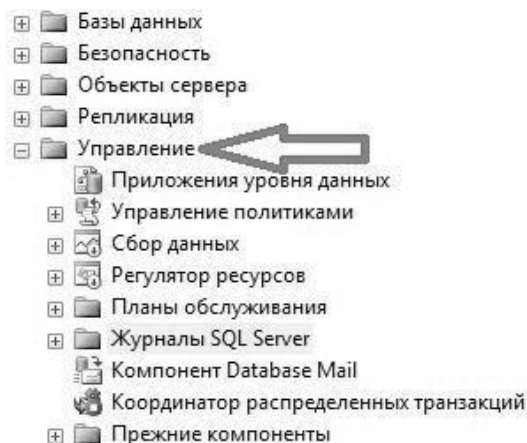 Базы данных
Безопасность
Объекты сервера
Репликация
Управление
Приложения уровня данных
Управление политиками
Сбор данных
Регулятор ресурсов
Планы обслуживания
Журналы SQL Server
Компонент Database Mail
Координатор распределенных транзакций
Прежние компоненты